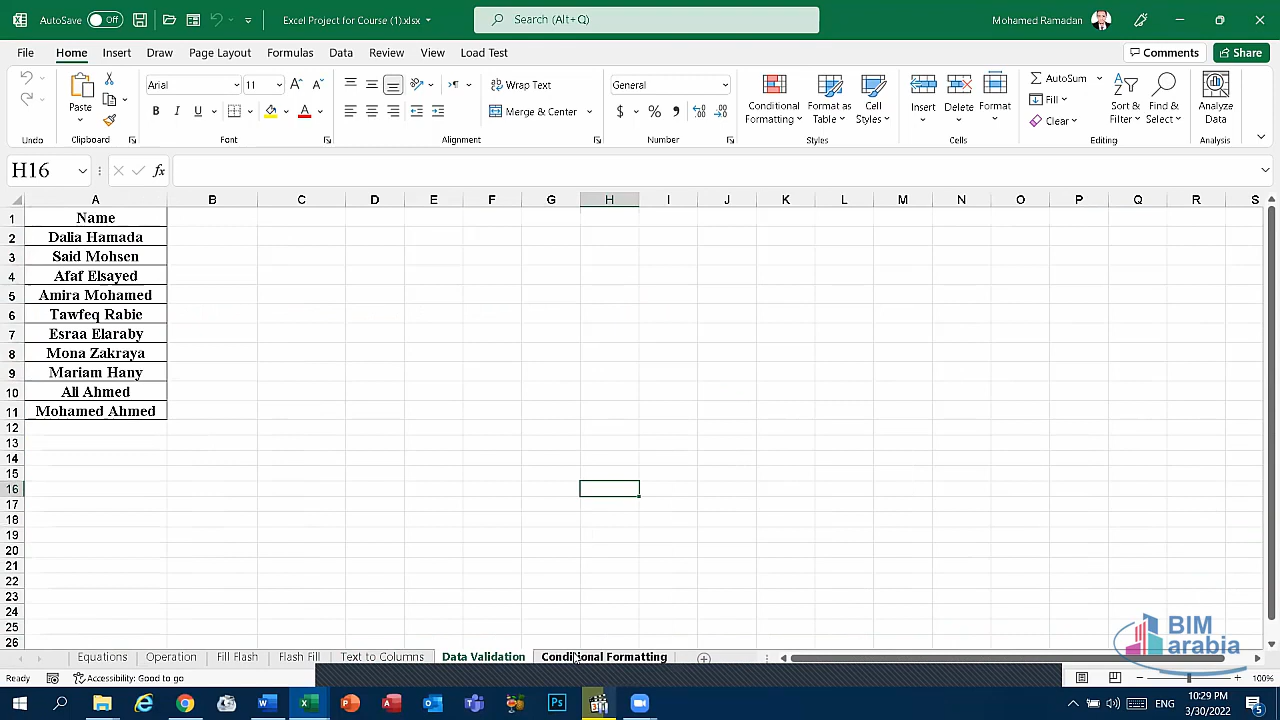 AutoSave Off Excel Project for Course (1).xlsx Search (Alt+Q) Mohamed Ramadan
File Home Insert Draw Page Layout Formulas Data Review View Load Test Comments Share
Arial 11 Wrap Text General AutoSum
Paste Merge & Center Conditional Formatting Format as Table Cell Styles Insert Delete Format Fill Clear Sort & Filter Find & Select Analyze Data
Undo Clipboard Font Alignment Number Styles Cells Editing Analysis
H16 fx
A B C D E F G H I J K L M N O P Q R S
1 Name
2 Dalia Hamada
3 Said Mohsen
4 Afaf Elsayed
5 Amira Mohamed
6 Tawfeq Rabie
7 Esraa Elaraby
8 Mona Zakraya
9 Mariam Hany
10 Ali Ahmed
11 Mohamed Ahmed
12
13
14
15
16
17
18
19
20
21
22
23
24
25
26
BIM
arabia
Equations Operation Fill Flash Flash Fill Text to Columns Data Validation Conditional Formatting
Ready Accessibility: Good to go 100%
ENG 10:29 PM
3/30/2022